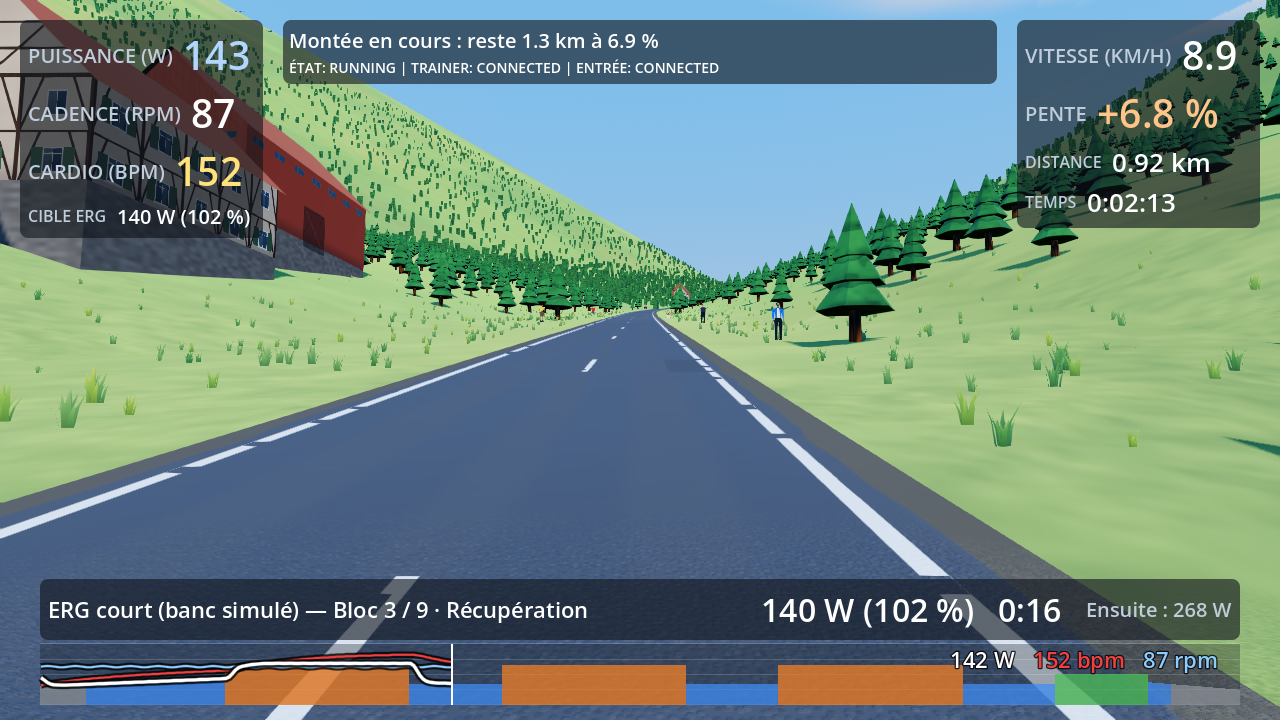 PUISSANCE (W) 143
CADENCE (RPM) 87
CARDIO (BPM) 152
CIBLE ERG 140 W (102 %)
Montée en cours : reste 1.3 km à 6.9 %
ÉTAT: RUNNING | TRAINER: CONNECTED | ENTRÉE: CONNECTED
VITESSE (KM/H) 8.9
PENTE +6.8 %
DISTANCE 0.92 km
TEMPS 0:02:13
ERG court (banc simulé) — Bloc 3 / 9 · Récupération 140 W (102 %) 0:16 Ensuite : 268 W
142 W 152 bpm 87 rpm